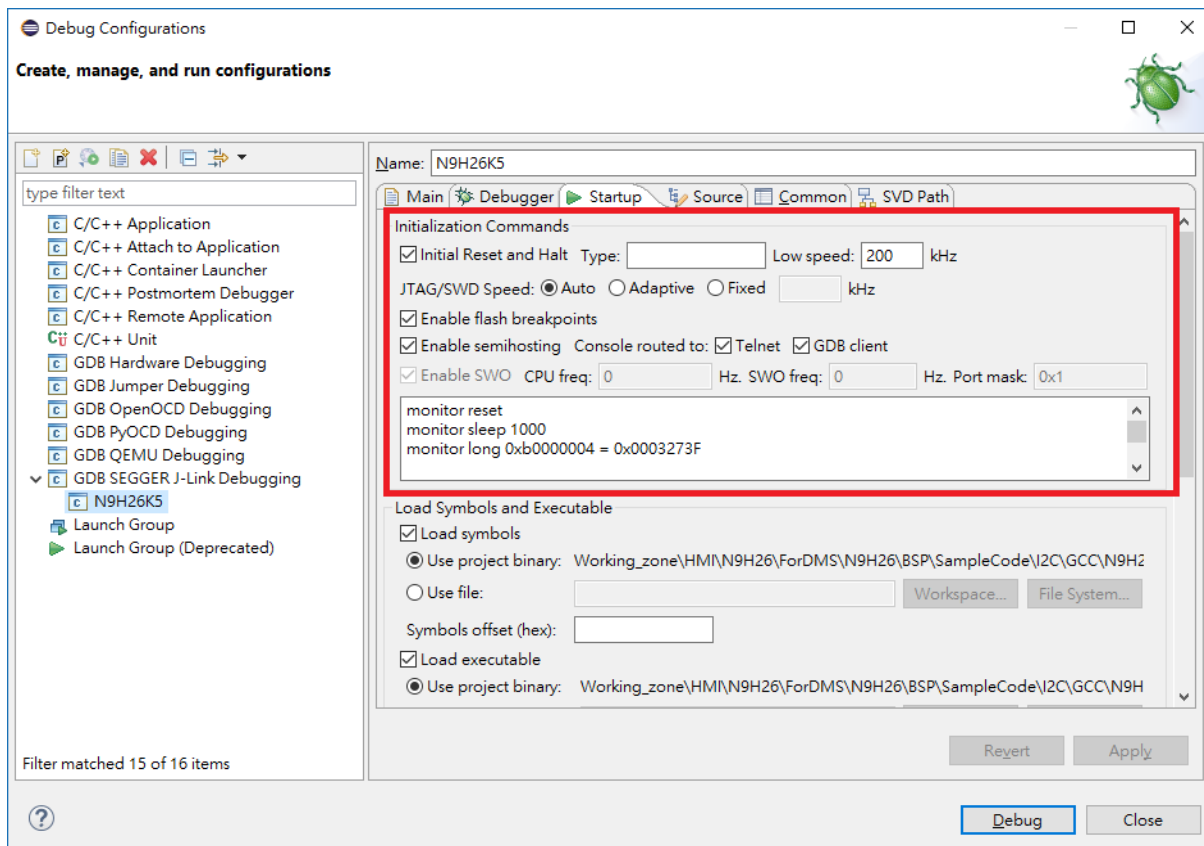 Debug Configurations
Create, manage, and run configurations
Name: N9H26K5
type filter text
Main Debugger Startup Source Common SVD Path
C/C++ Application
C/C++ Attach to Application
C/C++ Container Launcher
C/C++ Postmortem Debugger
C/C++ Remote Application
C/C++ Unit
GDB Hardware Debugging
GDB Jumper Debugging
GDB OpenOCD Debugging
GDB PyOCD Debugging
GDB QEMU Debugging
GDB SEGGER J-Link Debugging
N9H26K5
Launch Group
Launch Group (Deprecated)
Filter matched 15 of 16 items
Initialization Commands
Initial Reset and Halt Type: Low speed: 200 kHz
JTAG/SWD Speed: Auto Adaptive Fixed kHz
Enable flash breakpoints
Enable semihosting Console routed to: Telnet GDB client
Enable SWO CPU freq: 0 Hz. SWO freq: 0 Hz. Port mask: 0x1
monitor reset
monitor sleep 1000
monitor long 0xb0000004 = 0x0003273F
Load Symbols and Executable
Load symbols
Use project binary: Working_zone\HMI\N9H26\ForDMS\N9H26\BSP\SampleCode\I2C\GCC\N9H2
Use file: Workspace... File System...
Symbols offset (hex):
Load executable
Use project binary: Working_zone\HMI\N9H26\ForDMS\N9H26\BSP\SampleCode\I2C\GCC\N9H
Revert Apply
Debug Close